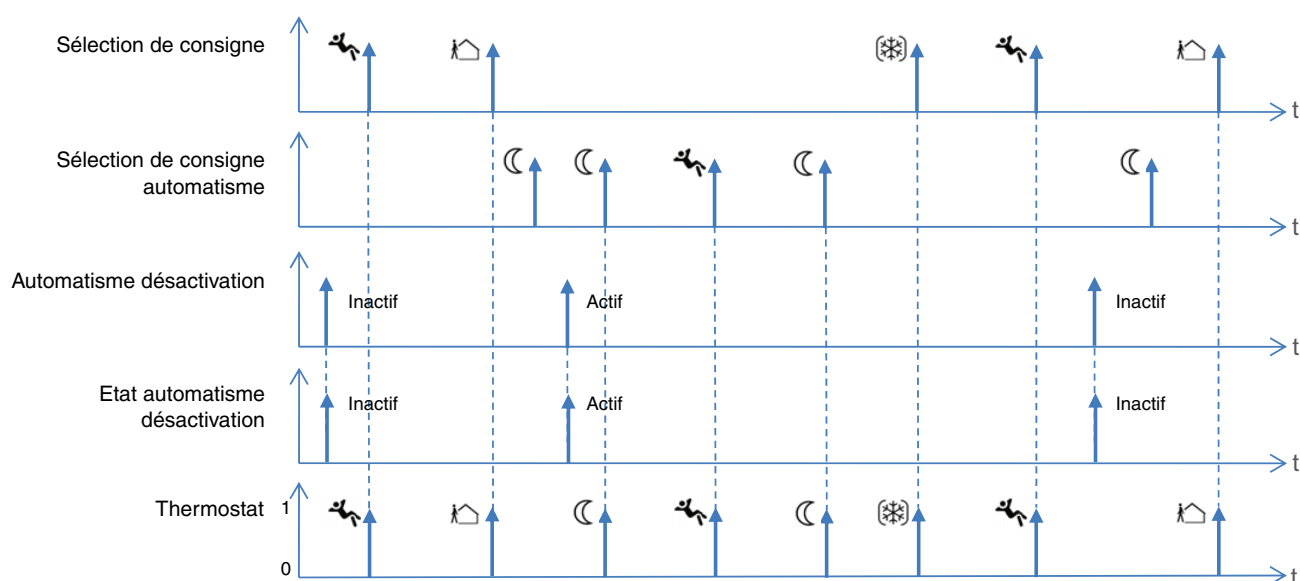 Sélection de consigne
t
Sélection de consigne
automatisme
t
Automatisme désactivation
Inactif
Actif
Inactif
t
Etat automatisme
désactivation
Inactif
Actif
Inactif
t
Thermostat
1
0
t